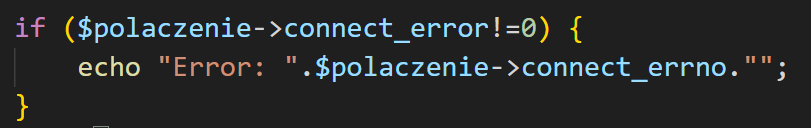 if ($polaczenie->connect_error!=0) {
    echo "Error: ".$polaczenie->connect_errno."";
}